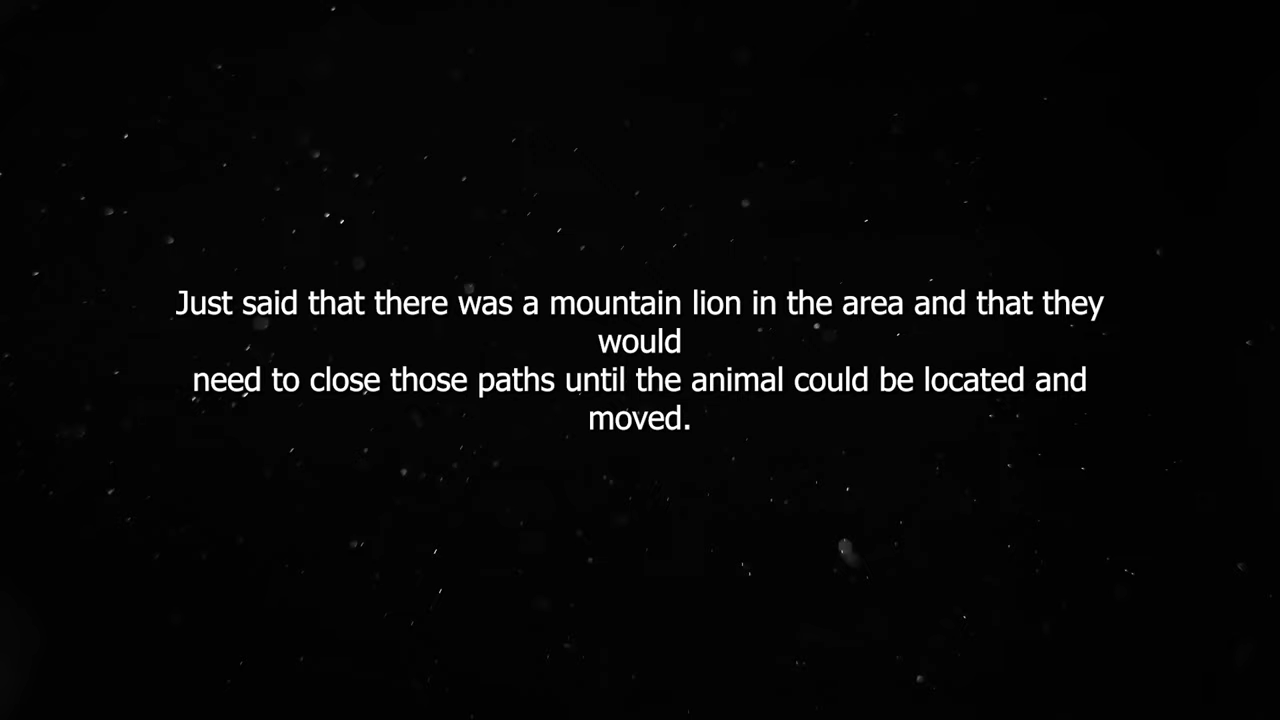 Just said that there was a mountain lion in the area and that they
would
need to close those paths until the animal could be located and
moved.